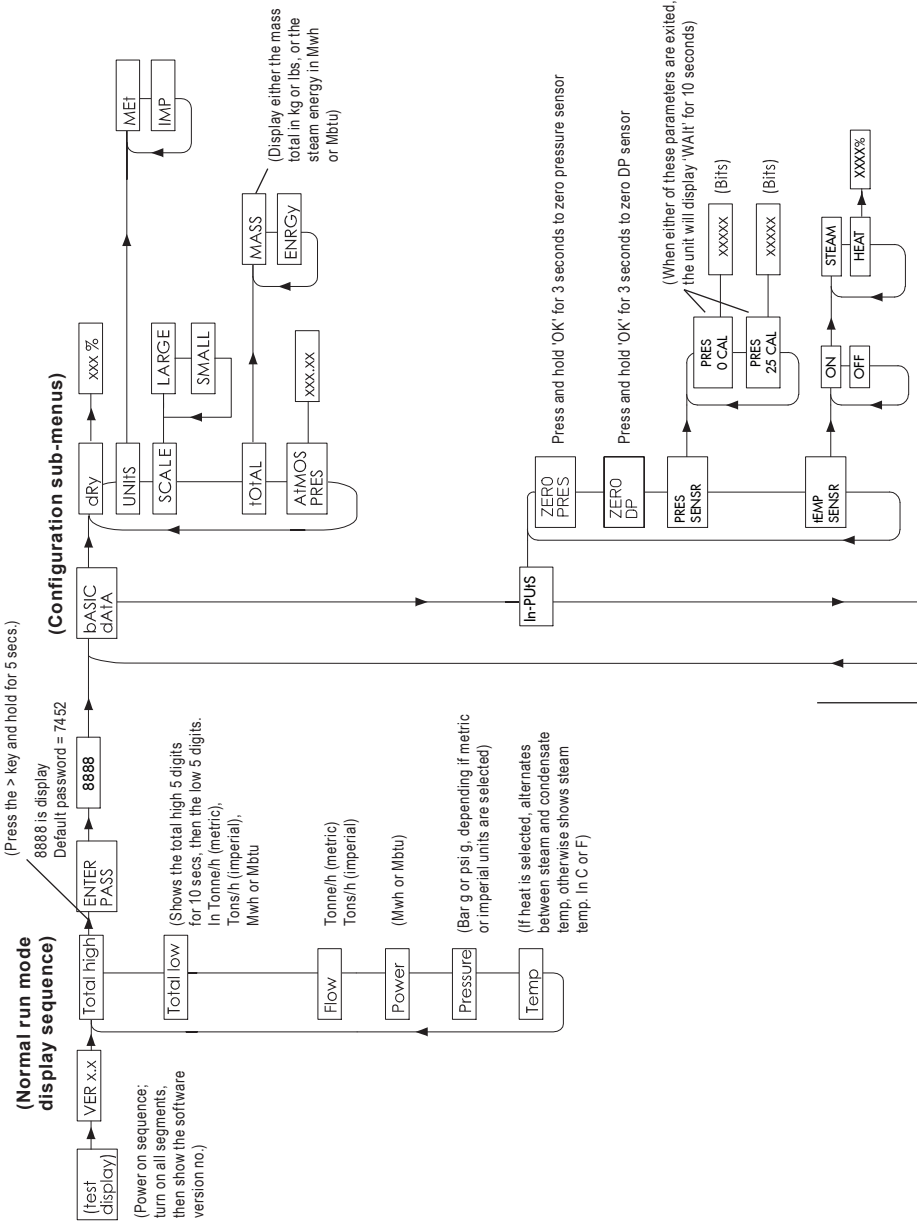 (Normal run mode
display sequence)
(test
display)
VER x.x
(Power on sequence;
turn on all segments,
then show the software
version no.)
Total high
(Press the > key and hold for 5 secs.)
ENTER
PASS
8888 is display
Default password = 7452
8888
Total low
(Shows the total high 5 digits
for 10 secs, then the low 5 digits.
In Tonne/h (metric),
Tons/h (imperial),
Mwh or Mbtu
Flow
Tonne/h (metric)
Tons/h (imperial)
Power
(Mwh or Mbtu)
Pressure
(Bar g or psi g, depending if metric
or imperial units are selected)
Temp
(If heat is selected, alternates
between steam and condensate
temp, otherwise shows steam
temp. In C or F)
(Configuration sub-menus)
bASIC
dAtA
dRy
xxx %
UNItS
MEt
IMP
SCALE
LARGE
SMALL
tOtAL
MASS
ENRGy
(Display either the mass
total in kg or lbs, or the
steam energy in Mwh
or Mbtu)
AtMOS
PRES
xxx.xx
In-PUtS
ZERO
PRES
Press and hold 'OK' for 3 seconds to zero pressure sensor
ZERO
DP
Press and hold 'OK' for 3 seconds to zero DP sensor
PRES
SENSR
PRES
0 CAL
xxxxx
(Bits)
PRES
25 CAL
xxxxx
(Bits)
(When either of these parameters are exited,
the unit will display 'WAIt' for 10 seconds)
tEMP
SENSR
ON
OFF
STEAM
HEAT
xxxx%